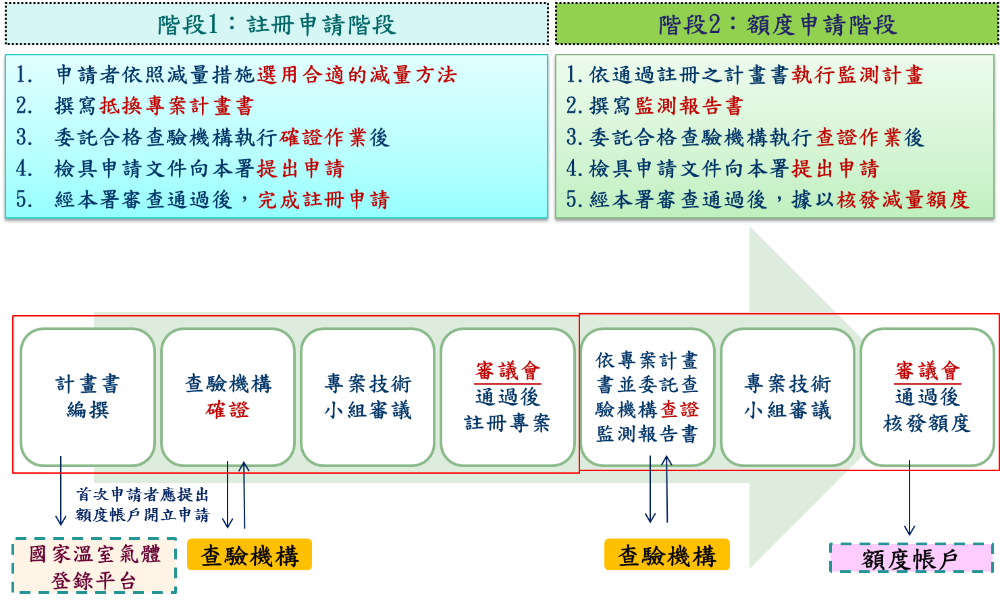 階段1：註冊申請階段
1. 申請者依照減量措施選用合適的減量方法
2. 撰寫抵換專案計畫書
3. 委託合格查驗機構執行確證作業後
4. 檢具申請文件向本署提出申請
5. 經本署審查通過後，完成註冊申請
階段2：額度申請階段
1.依通過註冊之計畫書執行監測計畫
2.撰寫監測報告書
3.委託合格查驗機構執行查證作業後
4.檢具申請文件向本署提出申請
5.經本署審查通過後，據以核發減量額度
計畫書
編撰
查驗機構
確證
專案技術
小組審議
審議會
通過後
註冊專案
依專案計畫
書並委託查
驗機構查證
監測報告書
專案技術
小組審議
審議會
通過後
核發額度
首次申請者應提出
額度帳戶開立申請
國家溫室氣體
登錄平台
查驗機構
查驗機構
額度帳戶